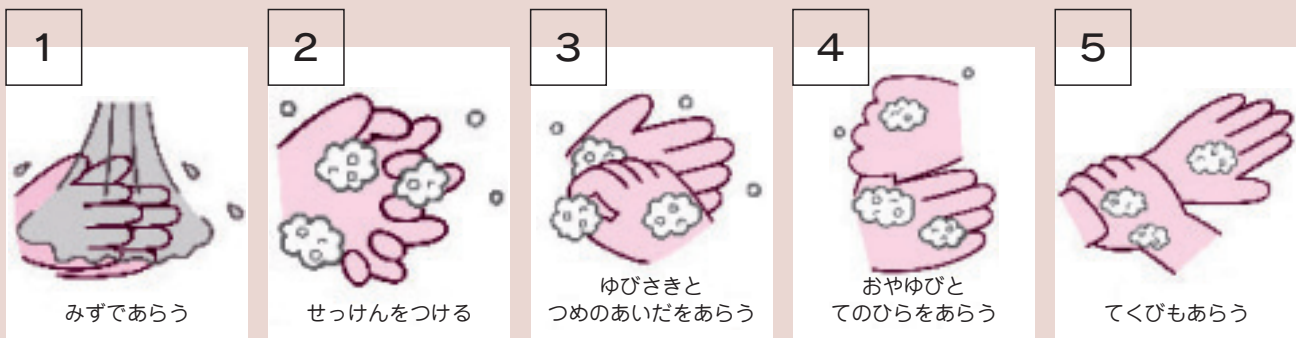 1
みずであらう
2
せっけんをつける
3
ゆびさきと
つめのあいだをあらう
4
おやゆびと
てのひらをあらう
5
てくびもあらう